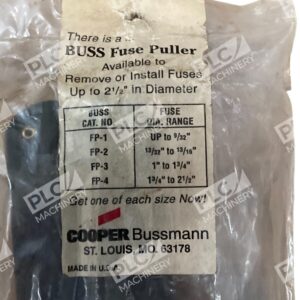 There is a
BUSS Fuse Puller
Available to
Remove or Install Fuses
Up to 2½" in Diameter
BUSS FUSE
CAT. NO DIA. RANGE
FP-1 UP to 9/32"
FP-2 13/32" to 13/16"
FP-3 1" to 1¾"
FP-4 1¾" to 2½"
Get one of each size Now!
COOPER Bussmann
ST. LOUIS, MO. 63178
MADE IN U.S.A.
PLC
MACHINERY